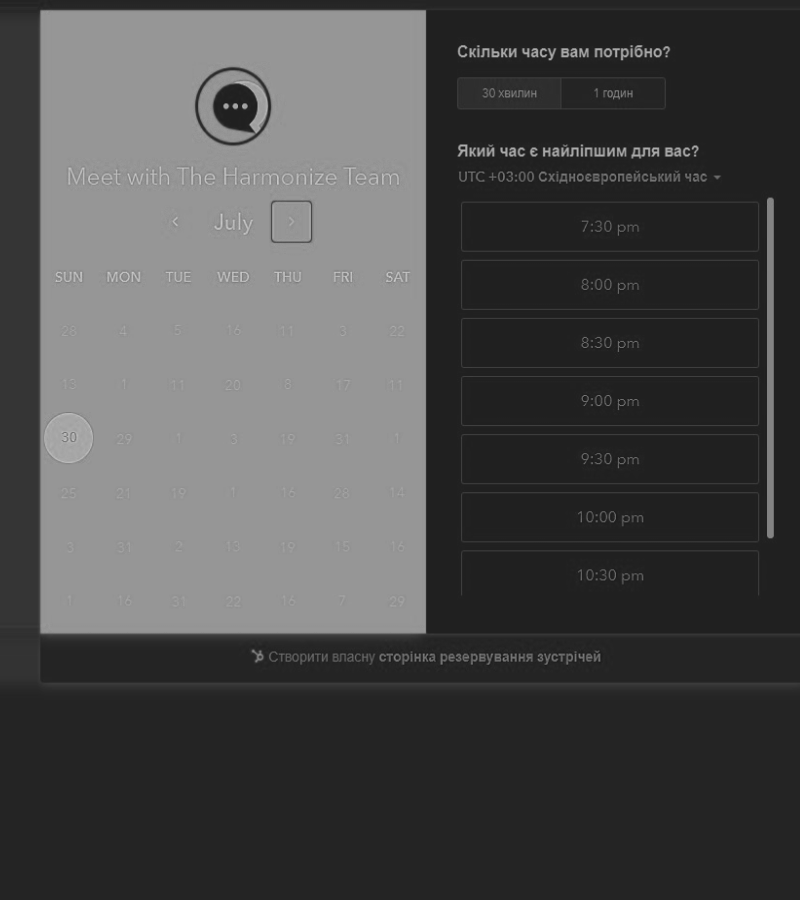 Meet with The Harmonize Team
July
SUN MON TUE WED THU FRI SAT
26 4 5 16 11 3 22
13 1 11 20 8 17 11
30 29 1 3 19 31 1
25 21 19 1 16 28 14
3 31 2 13 19 15 16
1 16 31 22 16 7 29
Скільки часу вам потрібно?
30 хвилин 1 годин
Який час є найліпшим для вас?
UTC +03:00 Східноєвропейський час
7:30 pm
8:00 pm
8:30 pm
9:00 pm
9:30 pm
10:00 pm
10:30 pm
Створити власну сторінка резервування зустрічей